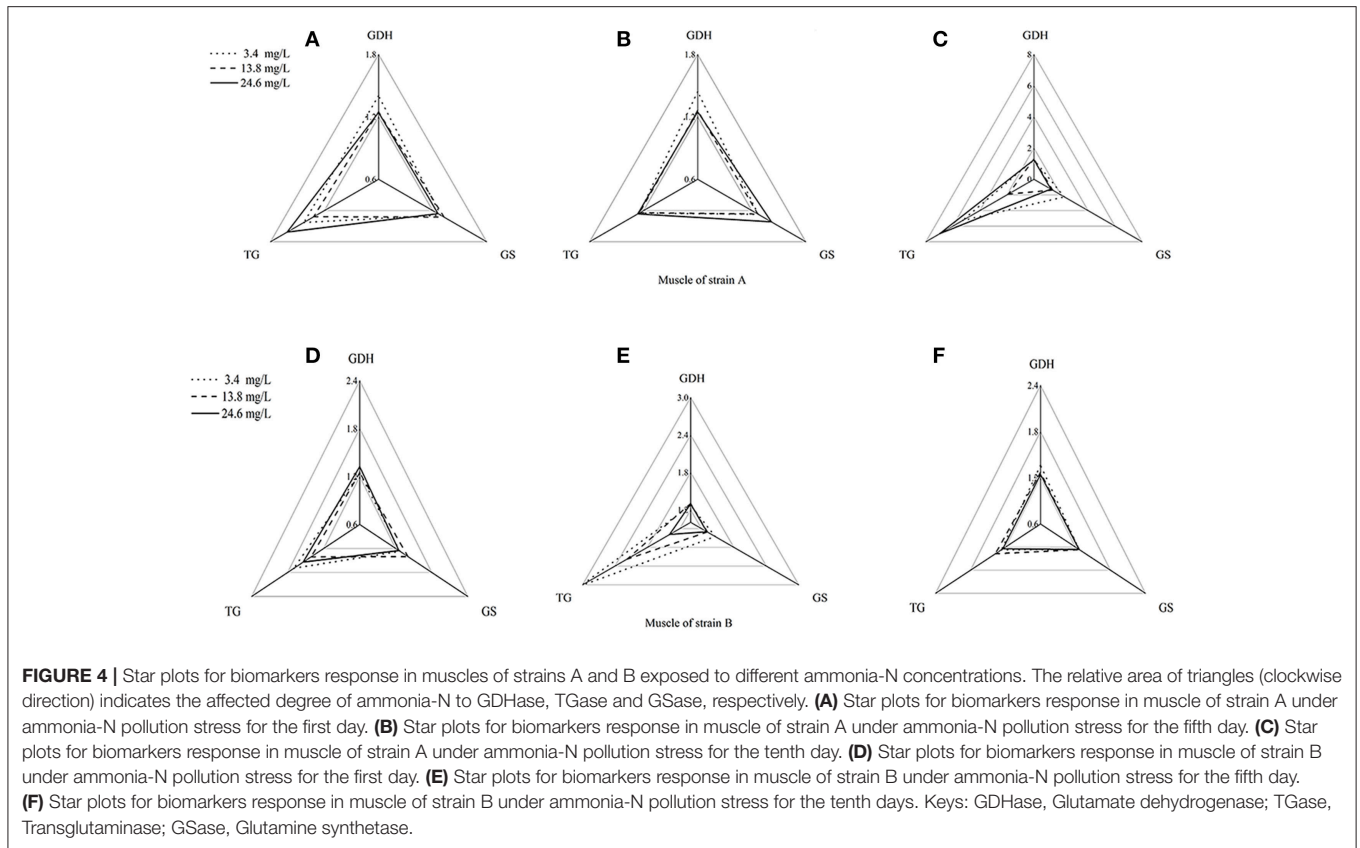 A B C
GDH GDH GDH
3.4 mg/L
13.8 mg/L
24.6 mg/L
1.8 1.8 8
6
1.2 1.2 4
2
0.6 0.6 0
TG GS TG GS TG GS
Muscle of strain A
D E F
GDH GDH GDH
3.4 mg/L
13.8 mg/L
24.6 mg/L
2.4 3.0 2.4
2.4
1.8 1.8 1.8
0.6 0.6
TG GS TG GS TG GS
Muscle of strain B
FIGURE 4 | Star plots for biomarkers response in muscles of strains A and B exposed to different ammonia-N concentrations. The relative area of triangles (clockwise
direction) indicates the affected degree of ammonia-N to GDHase, TGase and GSase, respectively. (A) Star plots for biomarkers response in muscle of strain A under
ammonia-N pollution stress for the first day. (B) Star plots for biomarkers response in muscle of strain A under ammonia-N pollution stress for the fifth day. (C) Star
plots for biomarkers response in muscle of strain A under ammonia-N pollution stress for the tenth day. (D) Star plots for biomarkers response in muscle of strain B
under ammonia-N pollution stress for the first day. (E) Star plots for biomarkers response in muscle of strain B under ammonia-N pollution stress for the fifth day.
(F) Star plots for biomarkers response in muscle of strain B under ammonia-N pollution stress for the tenth days. Keys: GDHase, Glutamate dehydrogenase; TGase,
Transglutaminase; GSase, Glutamine synthetase.